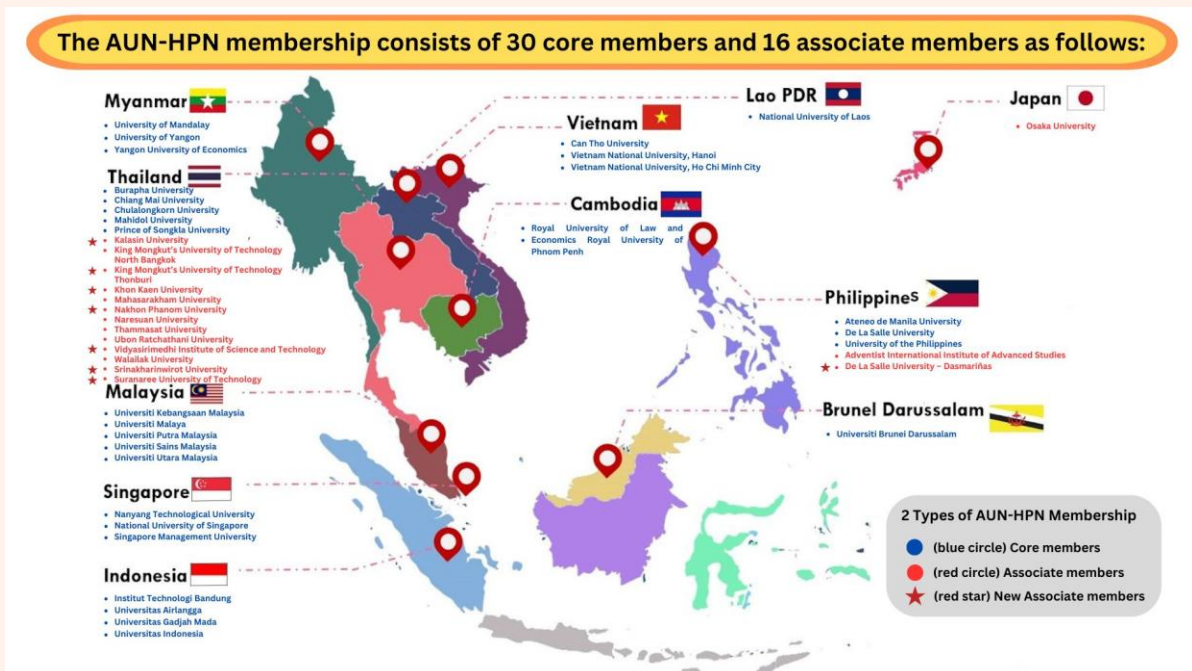 The AUN-HPN membership consists of 30 core members and 16 associate members as follows:
Myanmar
University of Mandalay
University of Yangon
Yangon University of Economics
Thailand
Burapha University
Chiang Mai University
Chulalongkorn University
Mahidol University
Prince of Songkla University
Kalasin University
King Mongkut's University of Technology
North Bangkok
King Mongkut's University of Technology
Thonburi
Khon Kaen University
Mahasarakham University
Nakhon Phanom University
Naresuan University
Thammasat University
Ubon Ratchathani University
Vidyasirimedhi Institute of Science and Technology
Walailak University
Srinakharinwirot University
Suranaree University of Technology
Malaysia
Universiti Kebangsaan Malaysia
Universiti Malaya
Universiti Putra Malaysia
Universiti Sains Malaysia
Universiti Utara Malaysia
Singapore
Nanyang Technological University
National University of Singapore
Singapore Management University
Indonesia
Institut Technologi Bandung
Universitas Airlangga
Universitas Gadjah Mada
Universitas Indonesia
Vietnam
Can Tho University
Vietnam National University, Hanoi
Vietnam National University, Ho Chi Minh City
Cambodia
Royal University of Law and
Economics Royal University of
Phnom Penh
Lao PDR
National University of Laos
Japan
Osaka University
Philippines
Ateneo de Manila University
De La Salle University
University of the Philippines
Adventist International Institute of Advanced Studies
De La Salle University – Dasmariñas
Brunel Darussalam
Universiti Brunei Darussalam
2 Types of AUN-HPN Membership
(blue circle) Core members
(red circle) Associate members
(red star) New Associate members